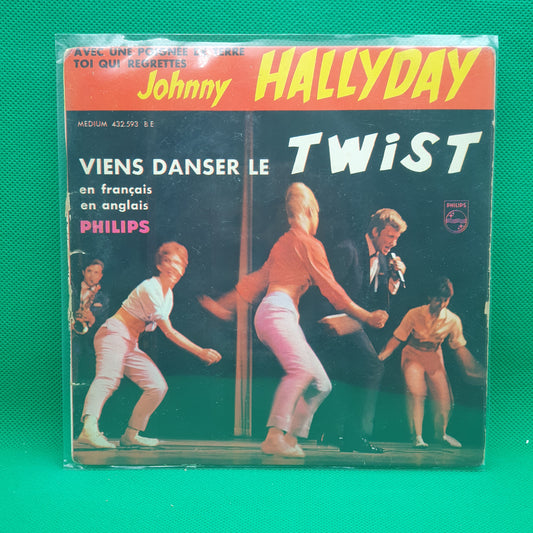 AVEC UNE POIGNÉE DE TERRE
TOI QUI REGRETTES
Johnny HALLYDAY
MEDIUM 432.593 B.E
VIENS DANSER LE TWiST
en français
en anglais
PHILIPS
PHILIPS